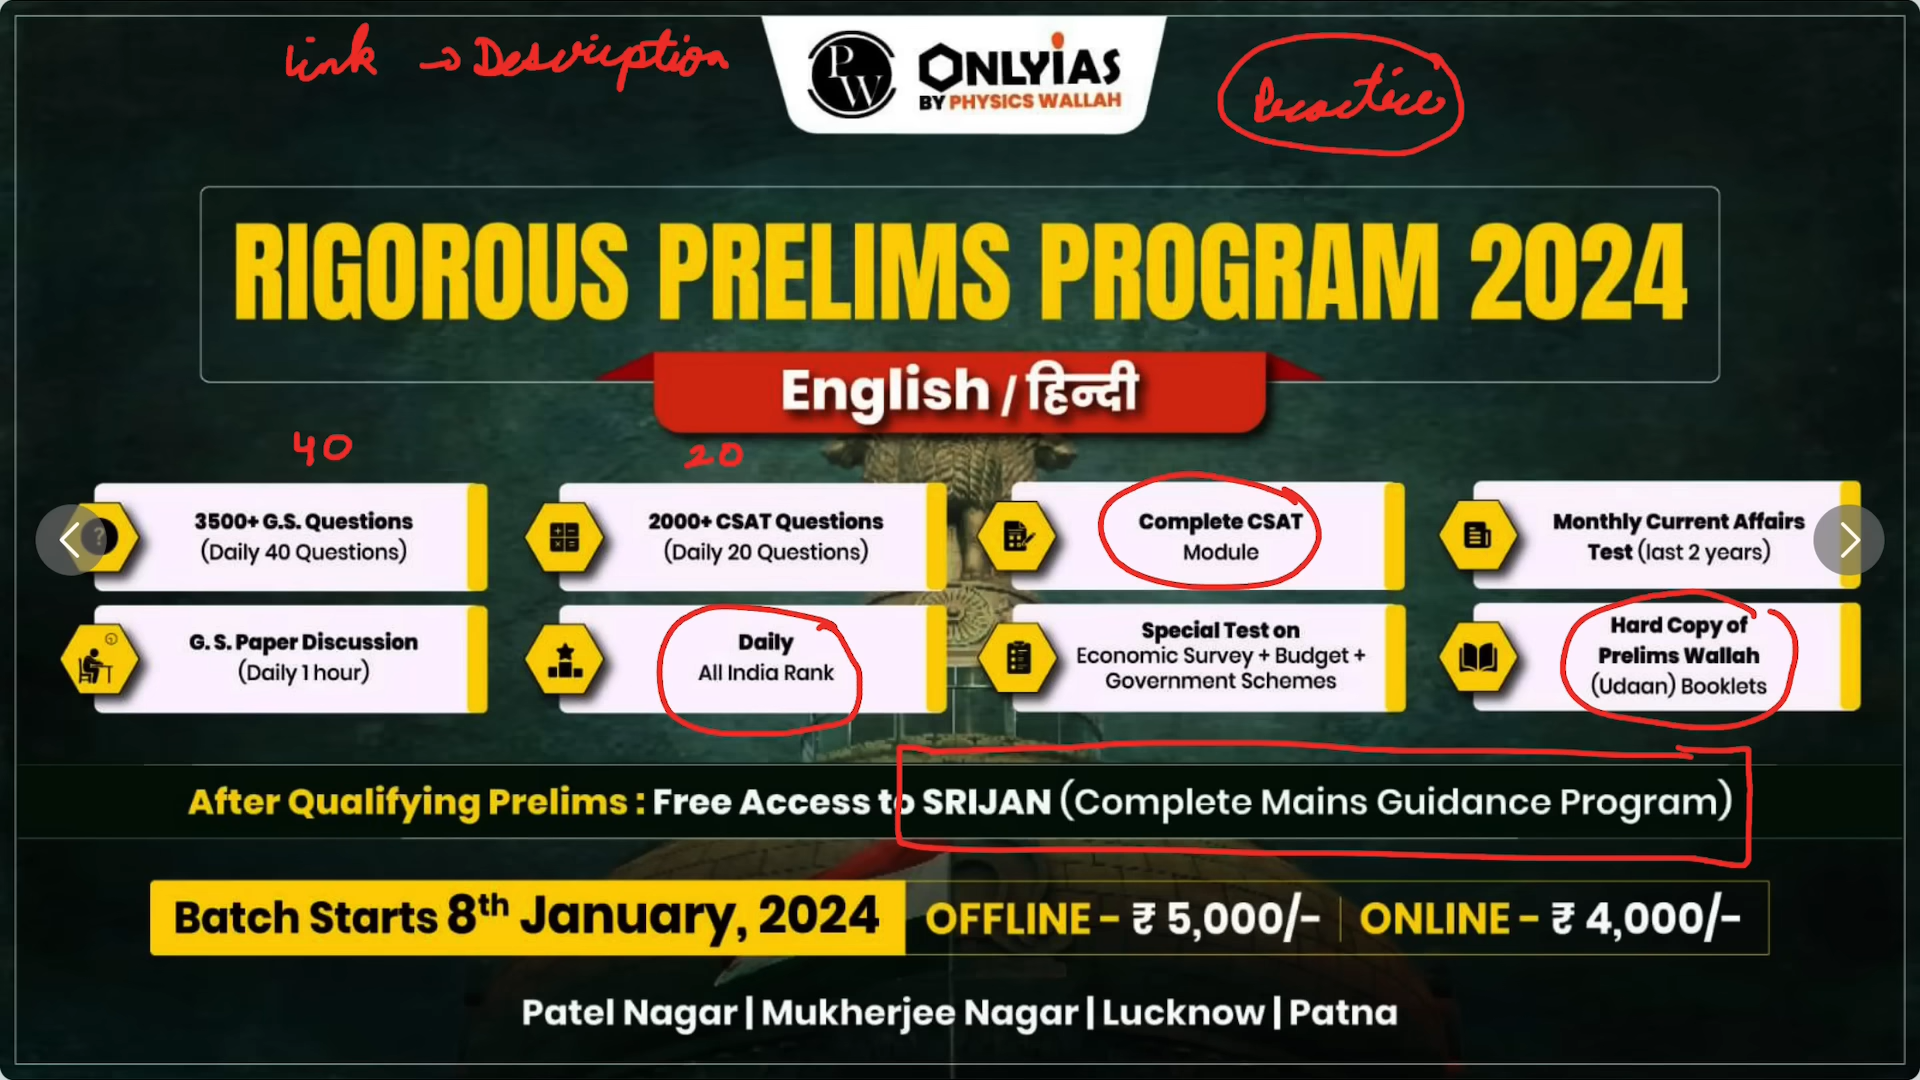 Link → Description
PW
ONLYIAS
BY PHYSICS WALLAH
Practice
RIGOROUS PRELIMS PROGRAM 2024
English / हिन्दी
40
20
3500+ G.S. Questions
(Daily 40 Questions)
2000+ CSAT Questions
(Daily 20 Questions)
Complete CSAT
Module
Monthly Current Affairs
Test (last 2 years)
G. S. Paper Discussion
(Daily 1 hour)
Daily
All India Rank
Special Test on
Economic Survey + Budget +
Government Schemes
Hard Copy of
Prelims Wallah
(Udaan) Booklets
After Qualifying Prelims : Free Access to SRIJAN (Complete Mains Guidance Program)
Batch Starts 8th January, 2024 OFFLINE - ₹ 5,000/- | ONLINE - ₹ 4,000/-
Patel Nagar | Mukherjee Nagar | Lucknow | Patna